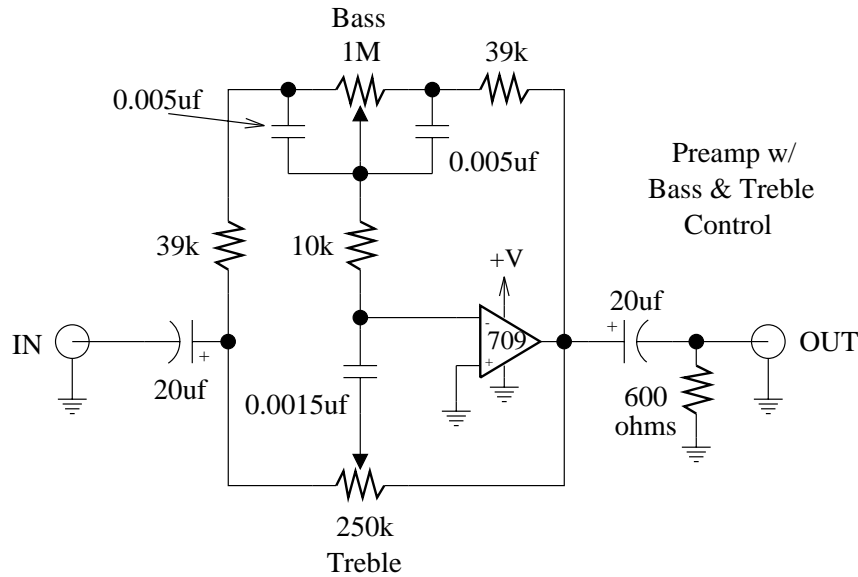 Bass
1M
39k
0.005uf
0.005uf
Preamp w/
Bass & Treble
Control
39k
10k
+V
20uf
+
-
709
+
IN
OUT
+
20uf
0.0015uf
600
ohms
250k
Treble